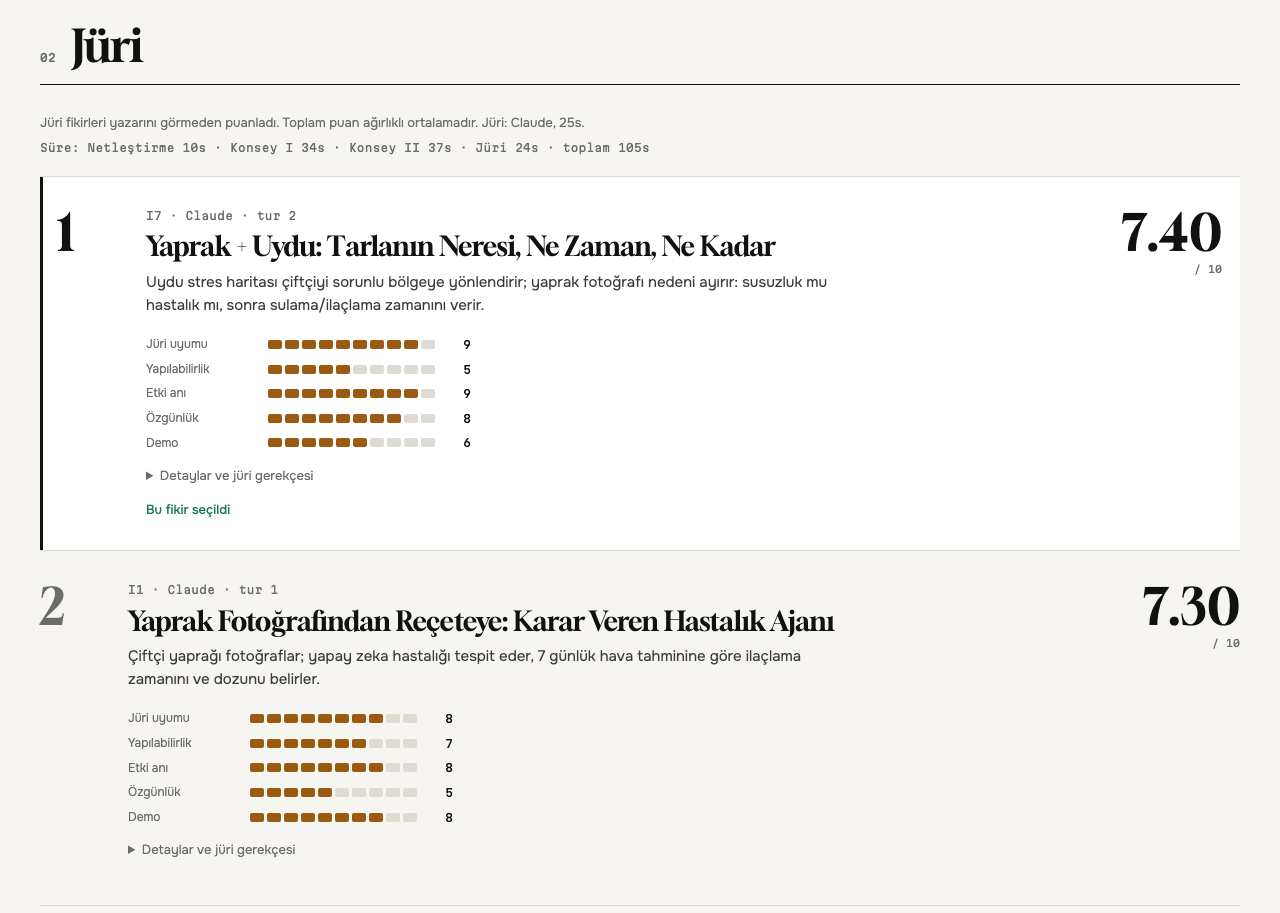 02 Jüri
Jüri fikirleri yazarını görmeden puanladı. Toplam puan ağırlıklı ortalamadır. Jüri: Claude, 25s.
Süre: Netleştirme 10s · Konsey I 34s · Konsey II 37s · Jüri 24s · toplam 105s
1
I7 · Claude · tur 2
Yaprak + Uydu: Tarlanın Neresi, Ne Zaman, Ne Kadar
Uydu stres haritası çiftçiyi sorunlu bölgeye yönlendirir; yaprak fotoğrafı nedeni ayırır: susuzluk mu
hastalık mı, sonra sulama/ilaçlama zamanını verir.
7.40
/ 10
Jüri uyumu 9
Yapılabilirlik 5
Etki anı 9
Özgünlük 8
Demo 6
▶ Detaylar ve jüri gerekçesi
Bu fikir seçildi
2
I1 · Claude · tur 1
Yaprak Fotoğrafından Reçeteye: Karar Veren Hastalık Ajanı
Çiftçi yaprağı fotoğraflar; yapay zeka hastalığı tespit eder, 7 günlük hava tahminine göre ilaçlama
zamanını ve dozunu belirler.
7.30
/ 10
Jüri uyumu 8
Yapılabilirlik 7
Etki anı 8
Özgünlük 5
Demo 8
▶ Detaylar ve jüri gerekçesi